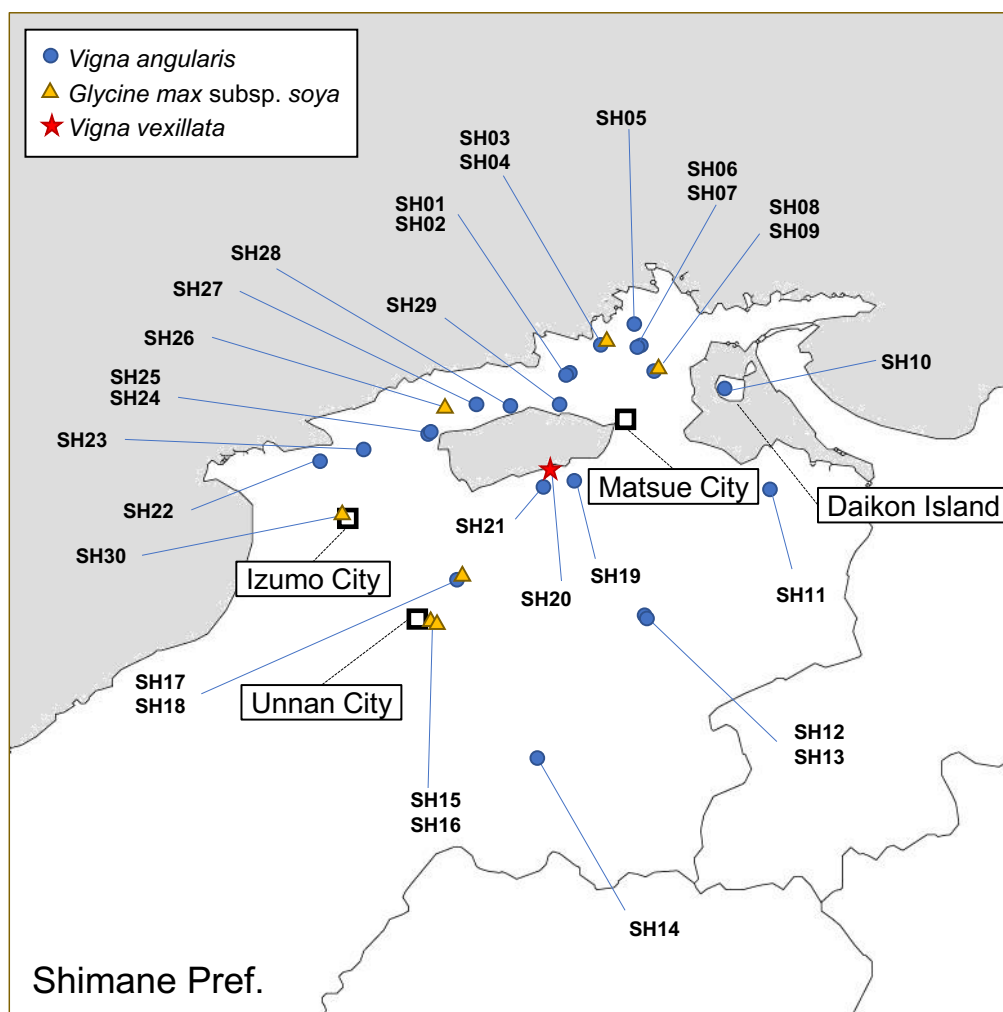 Vigna angularis
Glycine max subsp. soya
Vigna vexillata
SH05
SH03
SH04
SH06
SH07
SH01
SH02
SH08
SH09
SH28
SH27
SH29
SH26
SH10
SH25
SH24
SH23
Matsue City
Daikon Island
SH22
SH21
SH30
Izumo City
SH19
SH20
SH11
SH17
SH18
Unnan City
SH12
SH13
SH15
SH16
SH14
Shimane Pref.